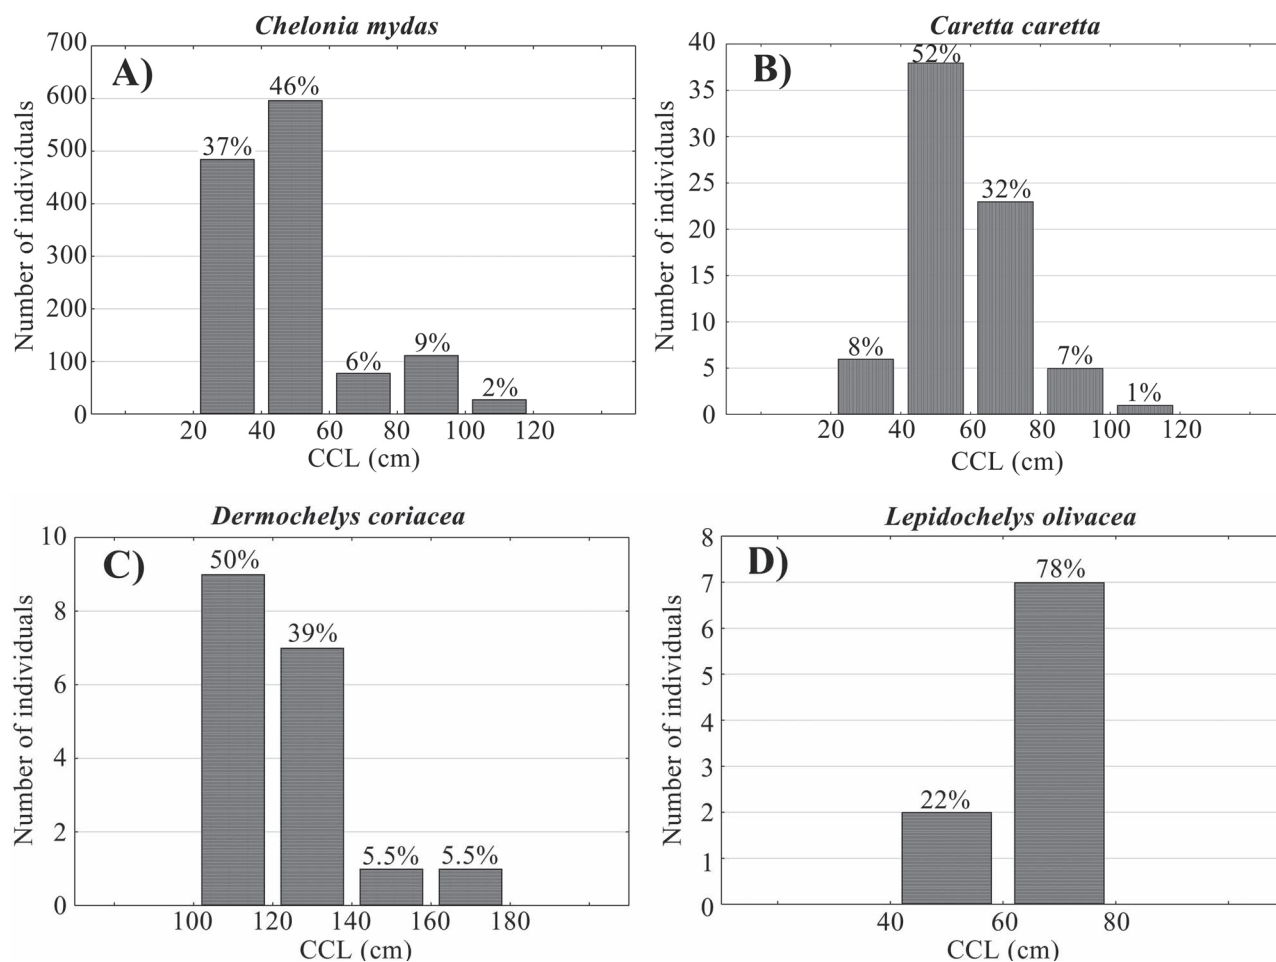 Chelonia mydas
A)
Number of individuals
700
600
500
400
300
200
100
0
37%
46%
6%
9%
2%
20 40 60 80 100 120
CCL (cm)
Caretta caretta
B)
Number of individuals
40
35
30
25
20
15
10
5
0
8%
52%
32%
7%
1%
20 40 60 80 100 120
CCL (cm)
Dermochelys coriacea
C)
Number of individuals
10
8
6
4
2
0
50%
39%
5.5%
5.5%
100 120 140 160 180
CCL (cm)
Lepidochelys olivacea
D)
Number of individuals
8
7
6
5
4
3
2
1
0
22%
78%
40 60 80
CCL (cm)